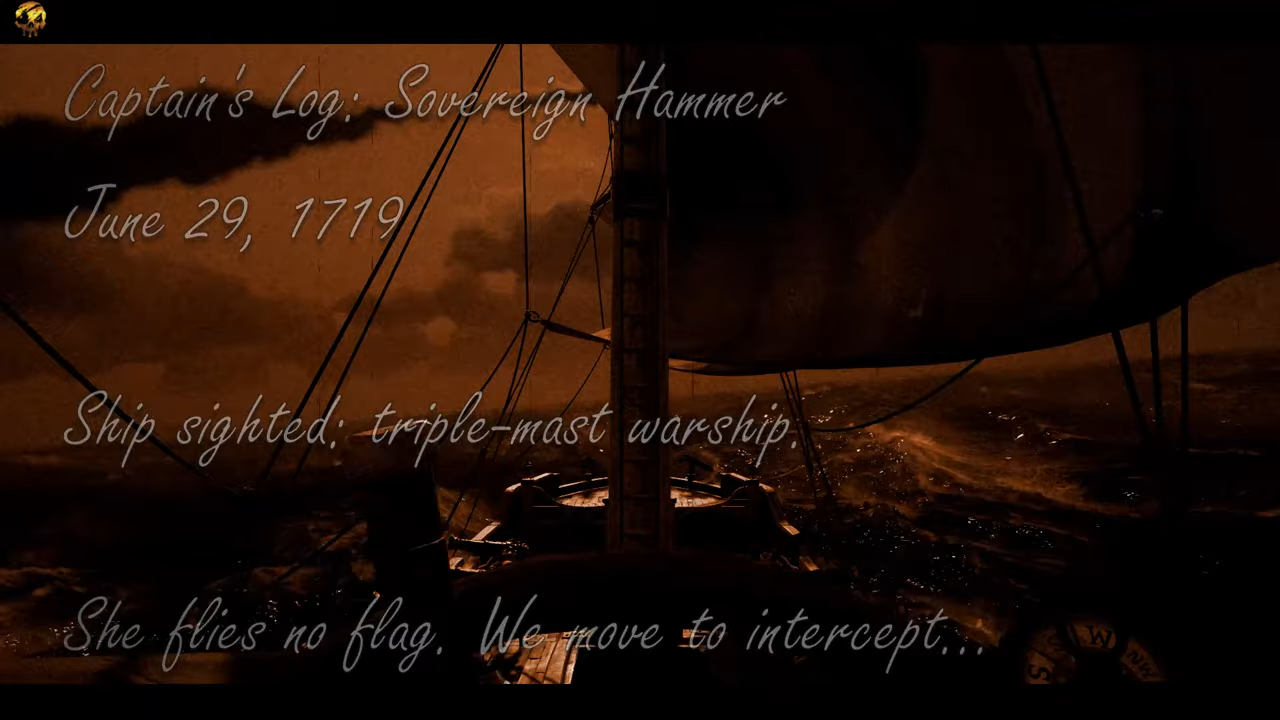 Captain's Log: Sovereign Hammer
June 29, 1719
Ship sighted: triple-mast warship.
She flies no flag. We move to intercept...
S W NW